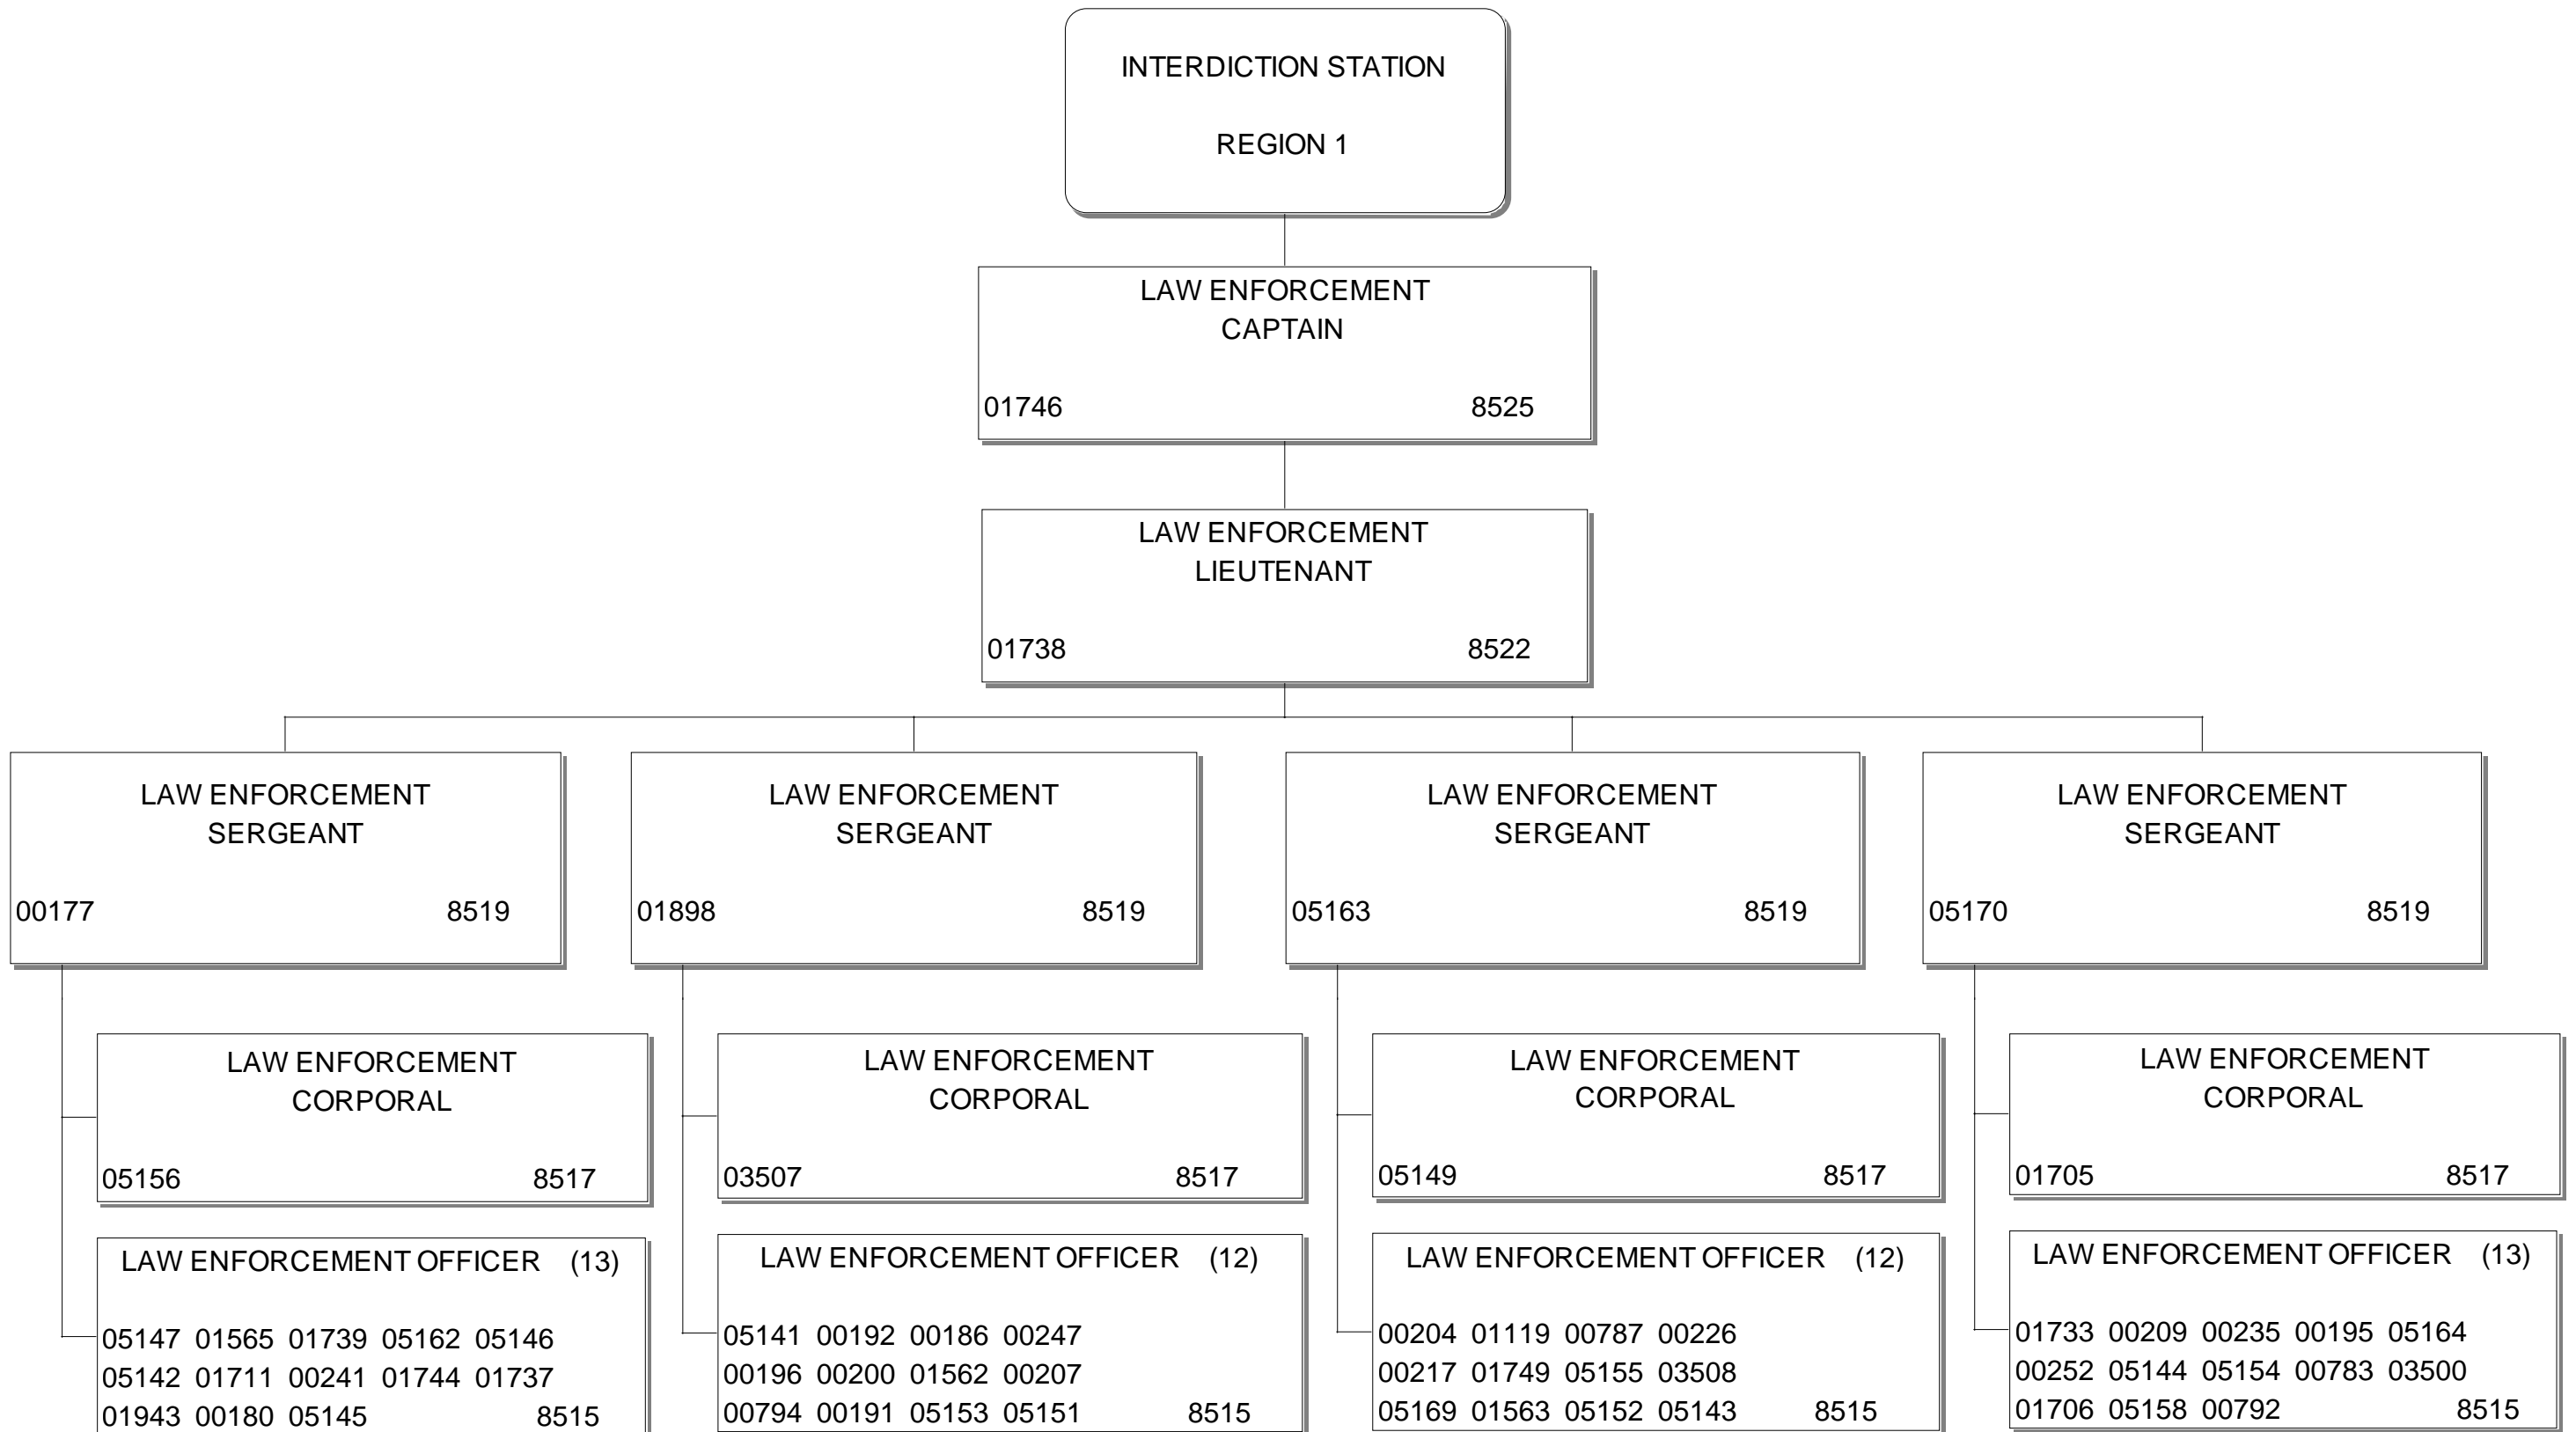 INTERDICTION STATION
REGION 1
LAW ENFORCEMENT
CAPTAIN
01746 8525
LAW ENFORCEMENT
LIEUTENANT
01738 8522
LAW ENFORCEMENT
SERGEANT
00177 8519
LAW ENFORCEMENT
SERGEANT
01898 8519
LAW ENFORCEMENT
SERGEANT
05163 8519
LAW ENFORCEMENT
SERGEANT
05170 8519
LAW ENFORCEMENT
CORPORAL
05156 8517
LAW ENFORCEMENT
CORPORAL
03507 8517
LAW ENFORCEMENT
CORPORAL
05149 8517
LAW ENFORCEMENT
CORPORAL
01705 8517
LAW ENFORCEMENT OFFICER (13)
05147 01565 01739 05162 05146
05142 01711 00241 01744 01737
01943 00180 05145 8515
LAW ENFORCEMENT OFFICER (12)
05141 00192 00186 00247
00196 00200 01562 00207
00794 00191 05153 05151 8515
LAW ENFORCEMENT OFFICER (12)
00204 01119 00787 00226
00217 01749 05155 03508
05169 01563 05152 05143 8515
LAW ENFORCEMENT OFFICER (13)
01733 00209 00235 00195 05164
00252 05144 05154 00783 03500
01706 05158 00792 8515